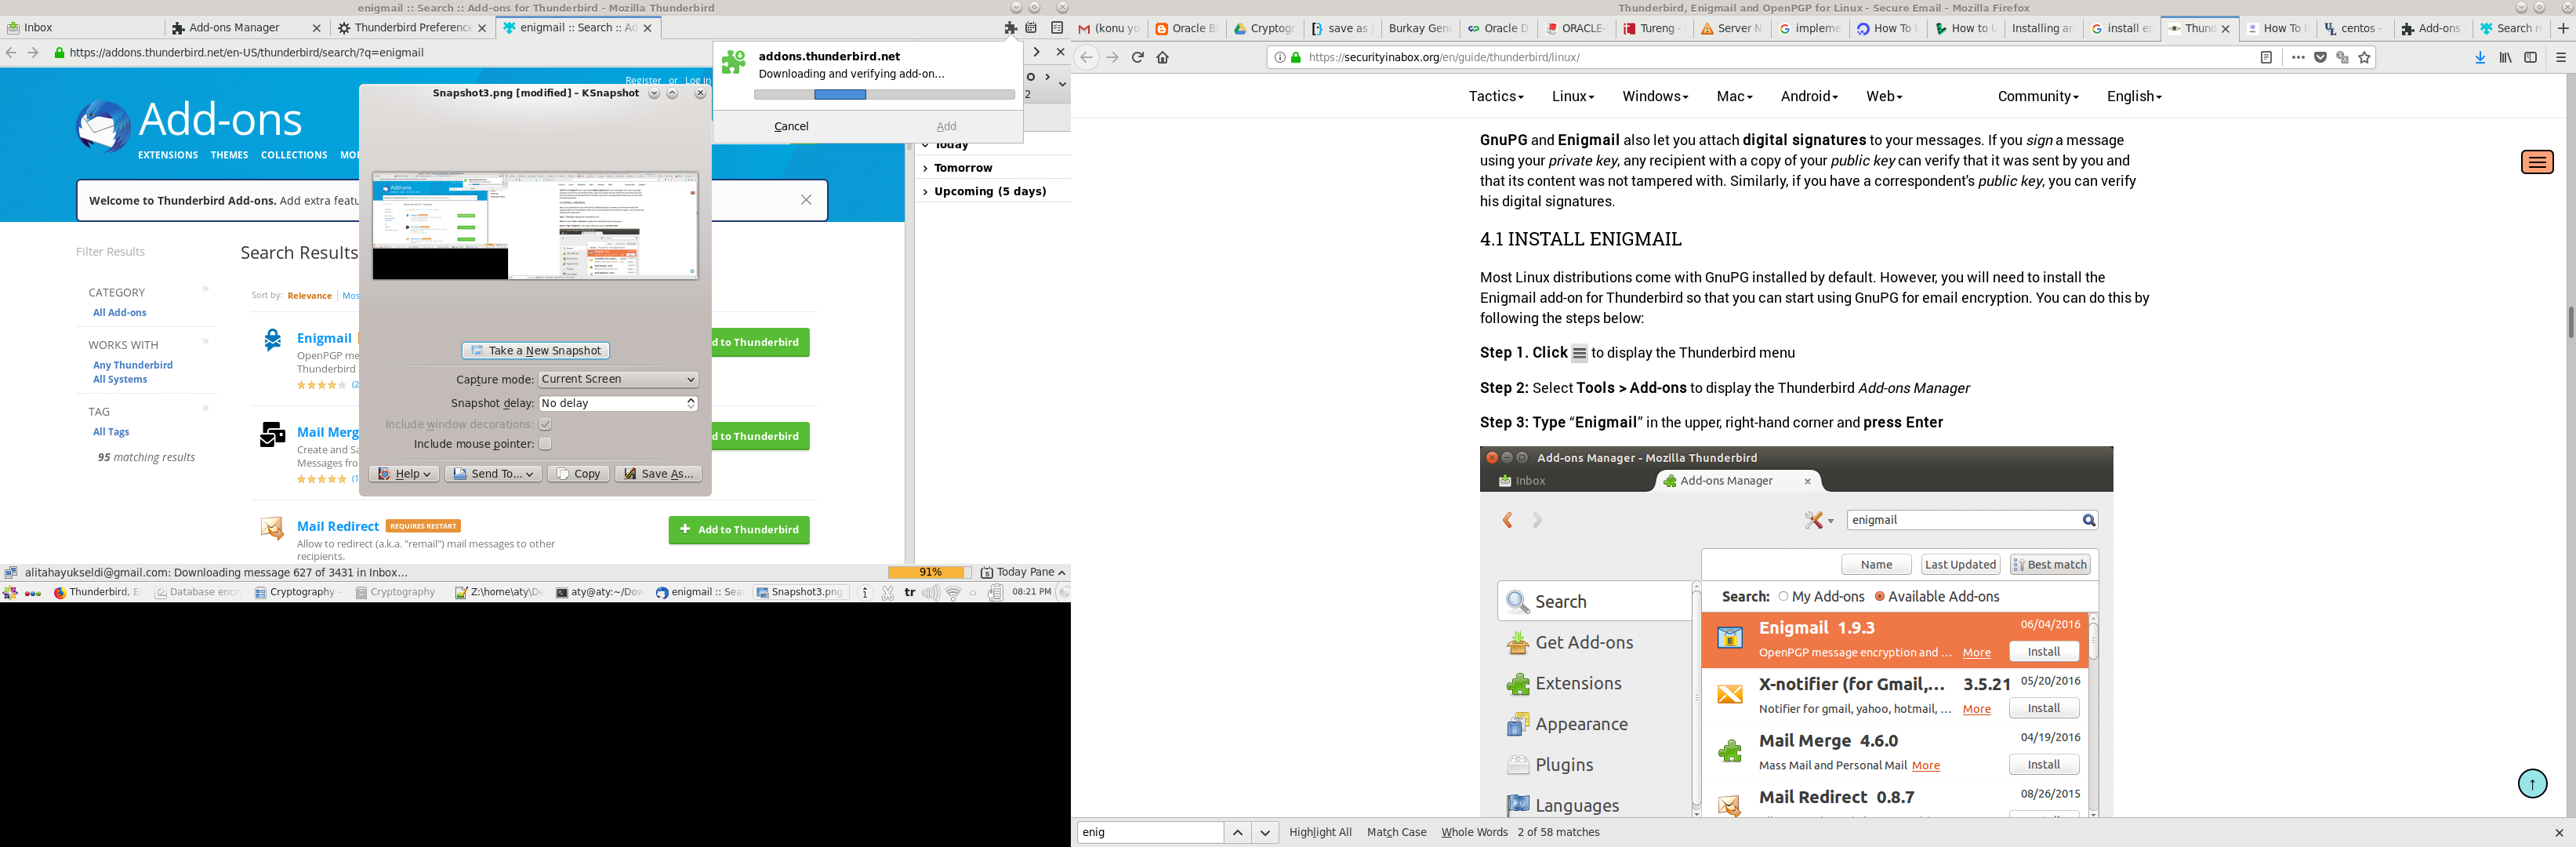 enigmail :: Search :: Add-ons for Thunderbird - Mozilla Thunderbird
Inbox
Add-ons Manager
Thunderbird Preference
enigmail :: Search :: Ad
https://addons.thunderbird.net/en-US/thunderbird/search/?q=enigmail
addons.thunderbird.net
Downloading and verifying add-on...
Cancel
Add
Register or Log in
Add-ons
EXTENSIONS THEMES COLLECTIONS
Welcome to Thunderbird Add-ons. Add extra
Today
Tomorrow
Upcoming (5 days)
Filter Results
CATEGORY
All Add-ons
WORKS WITH
Any Thunderbird
All Systems
TAG
All Tags
95 matching results
Search Results
Sort by: Relevance
Enigmail
OpenPGP
Thunderbird
to Thunderbird
Mail
Create and
Messages
to Thunderbird
Mail Redirect REQUIRES RESTART
Allow to redirect (a.k.a. "remail") mail messages to other
recipients.
+ Add to Thunderbird
Snapshot3.png [modified] – KSnapshot
Take a New Snapshot
Capture mode: Current Screen
Snapshot delay: No delay
Include window decorations:
Include mouse pointer:
Help
Send To...
Copy
Save As...
alitahayukseldi@gmail.com: Downloading message 627 of 3431 in Inbox...
91%
Today Pane
Thunderbird, E
Database encr
Cryptography -
Cryptography
Z:\home\aty\De
aty@aty:~/Dow
enigmail :: Sea
Snapshot3.png
tr
08:21 PM
Thunderbird, Enigmail and OpenPGP for Linux - Secure Email - Mozilla Firefox
(konu yo
Oracle B
Cryptogr
save as
Burkay Genç
Oracle D
ORACLE-
Tureng -
Server N
impleme
How To
How to
Installing an
install en
Thund
How To
centos -
Add-ons
Search r
https://securityinabox.org/en/guide/thunderbird/linux/
Tactics
Linux
Windows
Mac
Android
Web
Community
English
GnuPG and Enigmail also let you attach digital signatures to your messages. If you sign a message
using your private key, any recipient with a copy of your public key can verify that it was sent by you and
that its content was not tampered with. Similarly, if you have a correspondent's public key, you can verify
his digital signatures.
4.1 INSTALL ENIGMAIL
Most Linux distributions come with GnuPG installed by default. However, you will need to install the
Enigmail add-on for Thunderbird so that you can start using GnuPG for email encryption. You can do this by
following the steps below:
Step 1. Click to display the Thunderbird menu
Step 2: Select Tools > Add-ons to display the Thunderbird Add-ons Manager
Step 3: Type “Enigmail” in the upper, right-hand corner and press Enter
Add-ons Manager - Mozilla Thunderbird
Inbox
Add-ons Manager
enigmail
Name
Last Updated
Best match
Search: My Add-ons Available Add-ons
Search
Get Add-ons
Extensions
Appearance
Plugins
Languages
Enigmail 1.9.3 06/04/2016
OpenPGP message encryption and ... More Install
X-notifier (for Gmail,... 3.5.21 05/20/2016
Notifier for gmail, yahoo, hotmail, ... More Install
Mail Merge 4.6.0 04/19/2016
Mass Mail and Personal Mail More Install
Mail Redirect 0.8.7 08/26/2015
enig
Highlight All
Match Case
Whole Words
2 of 58 matches